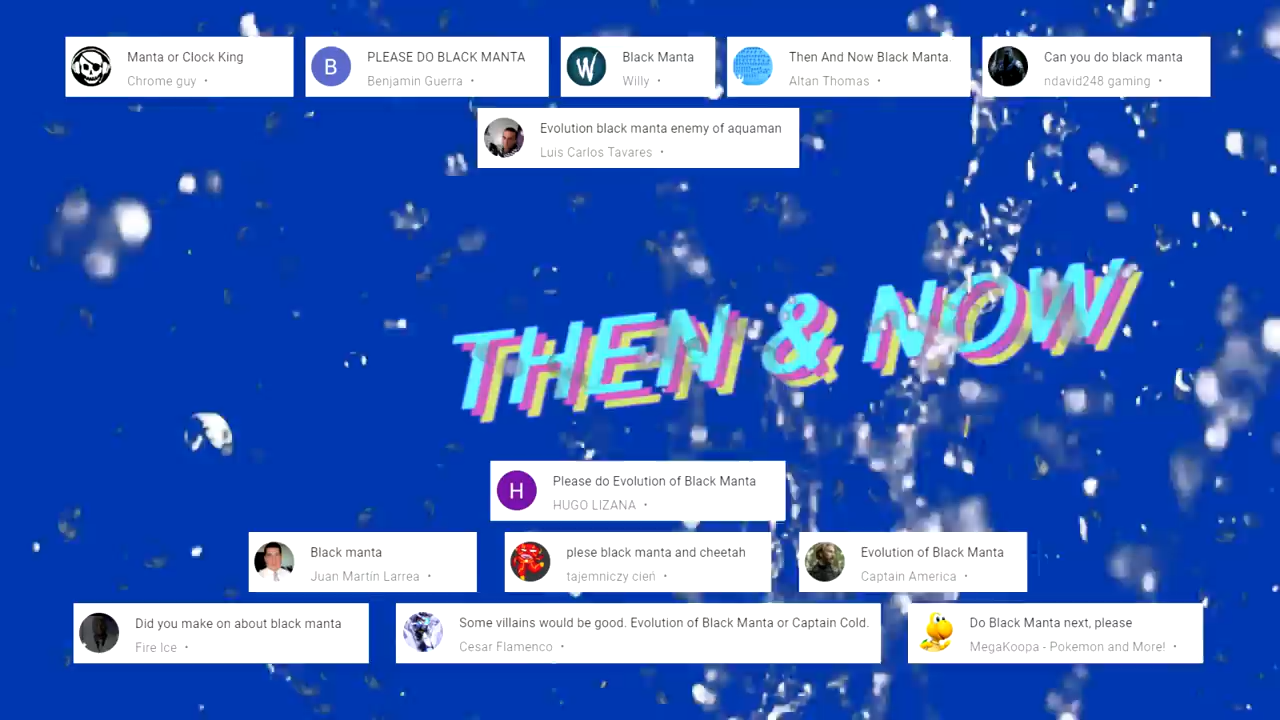 Manta or Clock King
Chrome guy •
B
PLEASE DO BLACK MANTA
Benjamin Guerra •
W
Black Manta
Willy •
Then And Now Black Manta.
Altan Thomas •
Can you do black manta
ndavid248 gaming •
Evolution black manta enemy of aquaman
Luis Carlos Tavares •
THEN & NOW
H
Please do Evolution of Black Manta
HUGO LIZANA •
Black manta
Juan Martín Larrea •
plese black manta and cheetah
tajemniczy cień •
Evolution of Black Manta
Captain America •
Did you make on about black manta
Fire Ice •
Some villains would be good. Evolution of Black Manta or Captain Cold.
Cesar Flamenco •
Do Black Manta next, please
MegaKoopa - Pokemon and More! •